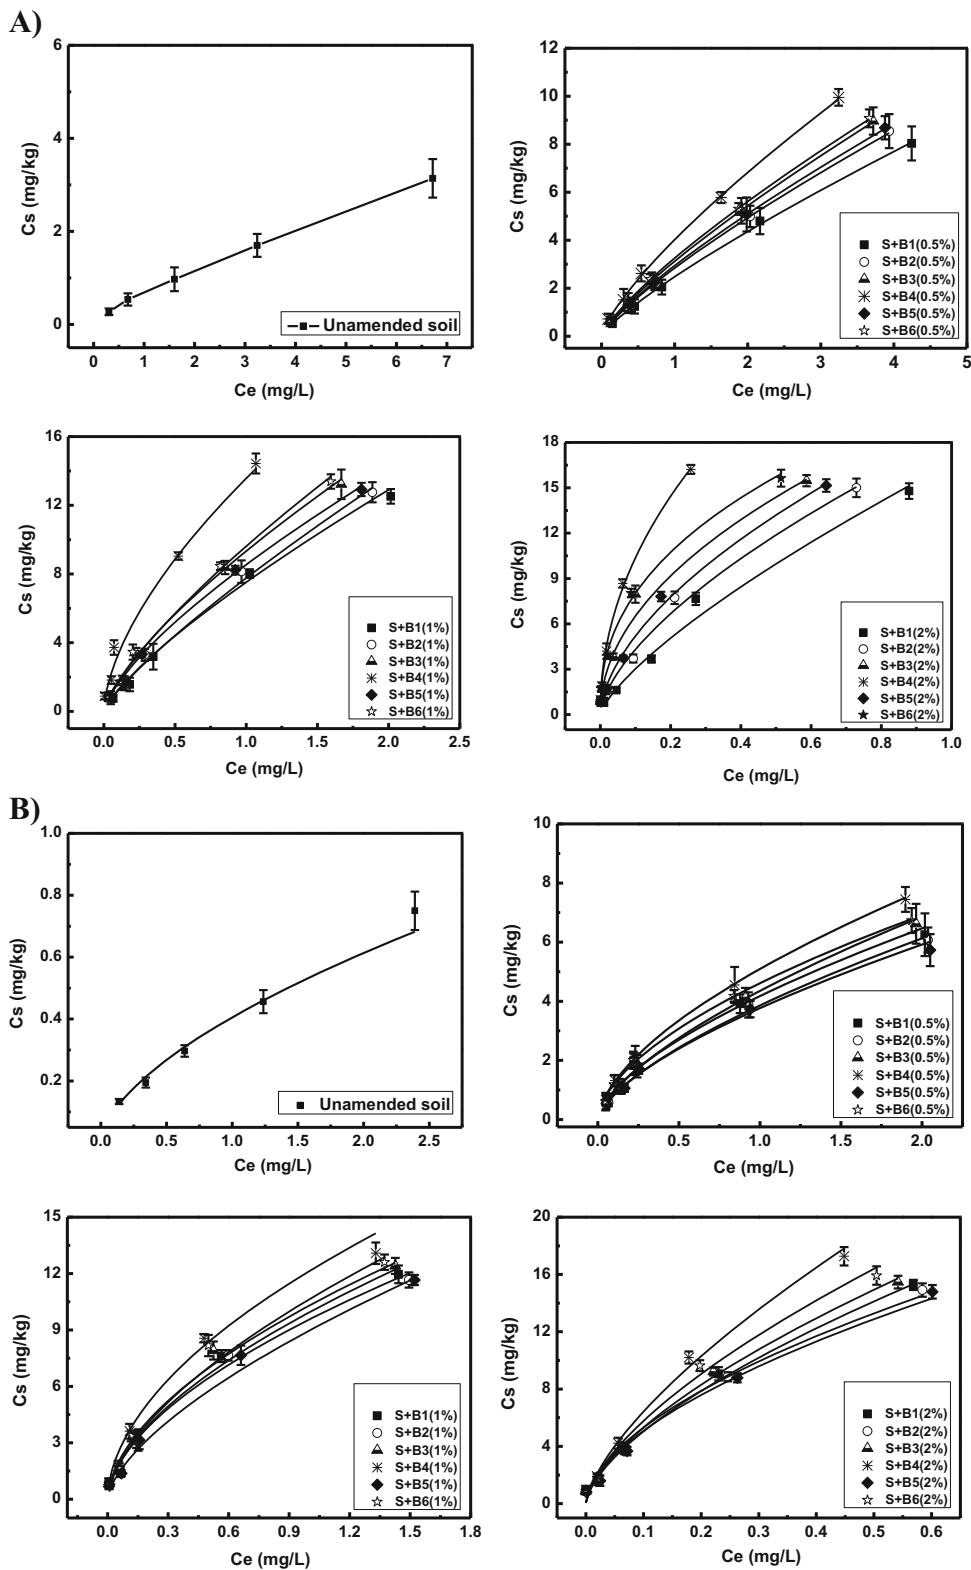 A)
6
4
2
0
Cs (mg/kg)
0 1 2 3 4 5 6 7
Ce (mg/L)
Unamended soil
12
10
8
6
4
2
0
Cs (mg/kg)
0 1 2 3 4 5
Ce (mg/L)
S+B1(0.5%)
S+B2(0.5%)
S+B3(0.5%)
S+B4(0.5%)
S+B5(0.5%)
S+B6(0.5%)
16
12
8
4
0
Cs (mg/kg)
0.0 0.5 1.0 1.5 2.0 2.5
Ce (mg/L)
S+B1(1%)
S+B2(1%)
S+B3(1%)
S+B4(1%)
S+B5(1%)
S+B6(1%)
18
15
12
9
6
3
0
Cs (mg/kg)
0.0 0.2 0.4 0.6 0.8 1.0
Ce (mg/L)
S+B1(2%)
S+B2(2%)
S+B3(2%)
S+B4(2%)
S+B5(2%)
S+B6(2%)
B)
1.0
0.8
0.6
0.4
0.2
Cs (mg/kg)
0.0 0.5 1.0 1.5 2.0 2.5
Ce (mg/L)
Unamended soil
10
8
6
4
2
0
Cs (mg/kg)
0.0 0.5 1.0 1.5 2.0
Ce (mg/L)
S+B1(0.5%)
S+B2(0.5%)
S+B3(0.5%)
S+B4(0.5%)
S+B5(0.5%)
S+B6(0.5%)
15
12
9
6
3
0
Cs (mg/kg)
0.0 0.3 0.6 0.9 1.2 1.5 1.8
Ce (mg/L)
S+B1(1%)
S+B2(1%)
S+B3(1%)
S+B4(1%)
S+B5(1%)
S+B6(1%)
20
16
12
8
4
0
Cs (mg/kg)
0.0 0.1 0.2 0.3 0.4 0.5 0.6
Ce (mg/L)
S+B1(2%)
S+B2(2%)
S+B3(2%)
S+B4(2%)
S+B5(2%)
S+B6(2%)